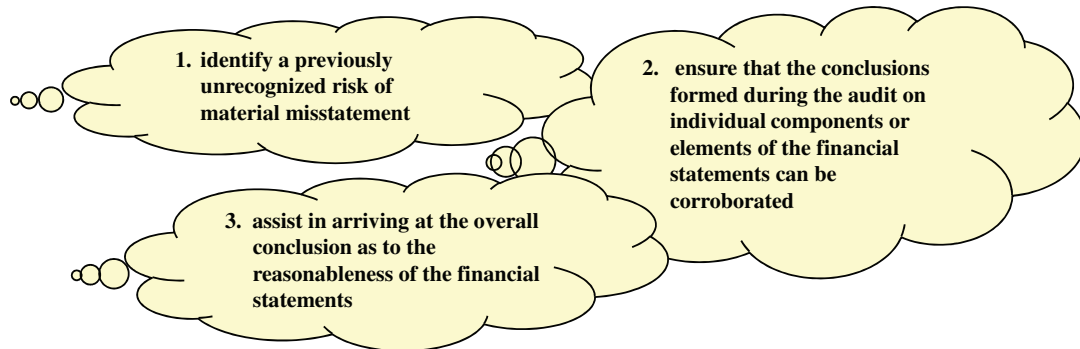 1. identify a previously
unrecognized risk of
material misstatement
2. ensure that the conclusions
formed during the audit on
individual components or
elements of the financial
statements can be
corroborated
3. assist in arriving at the overall
conclusion as to the
reasonableness of the financial
statements